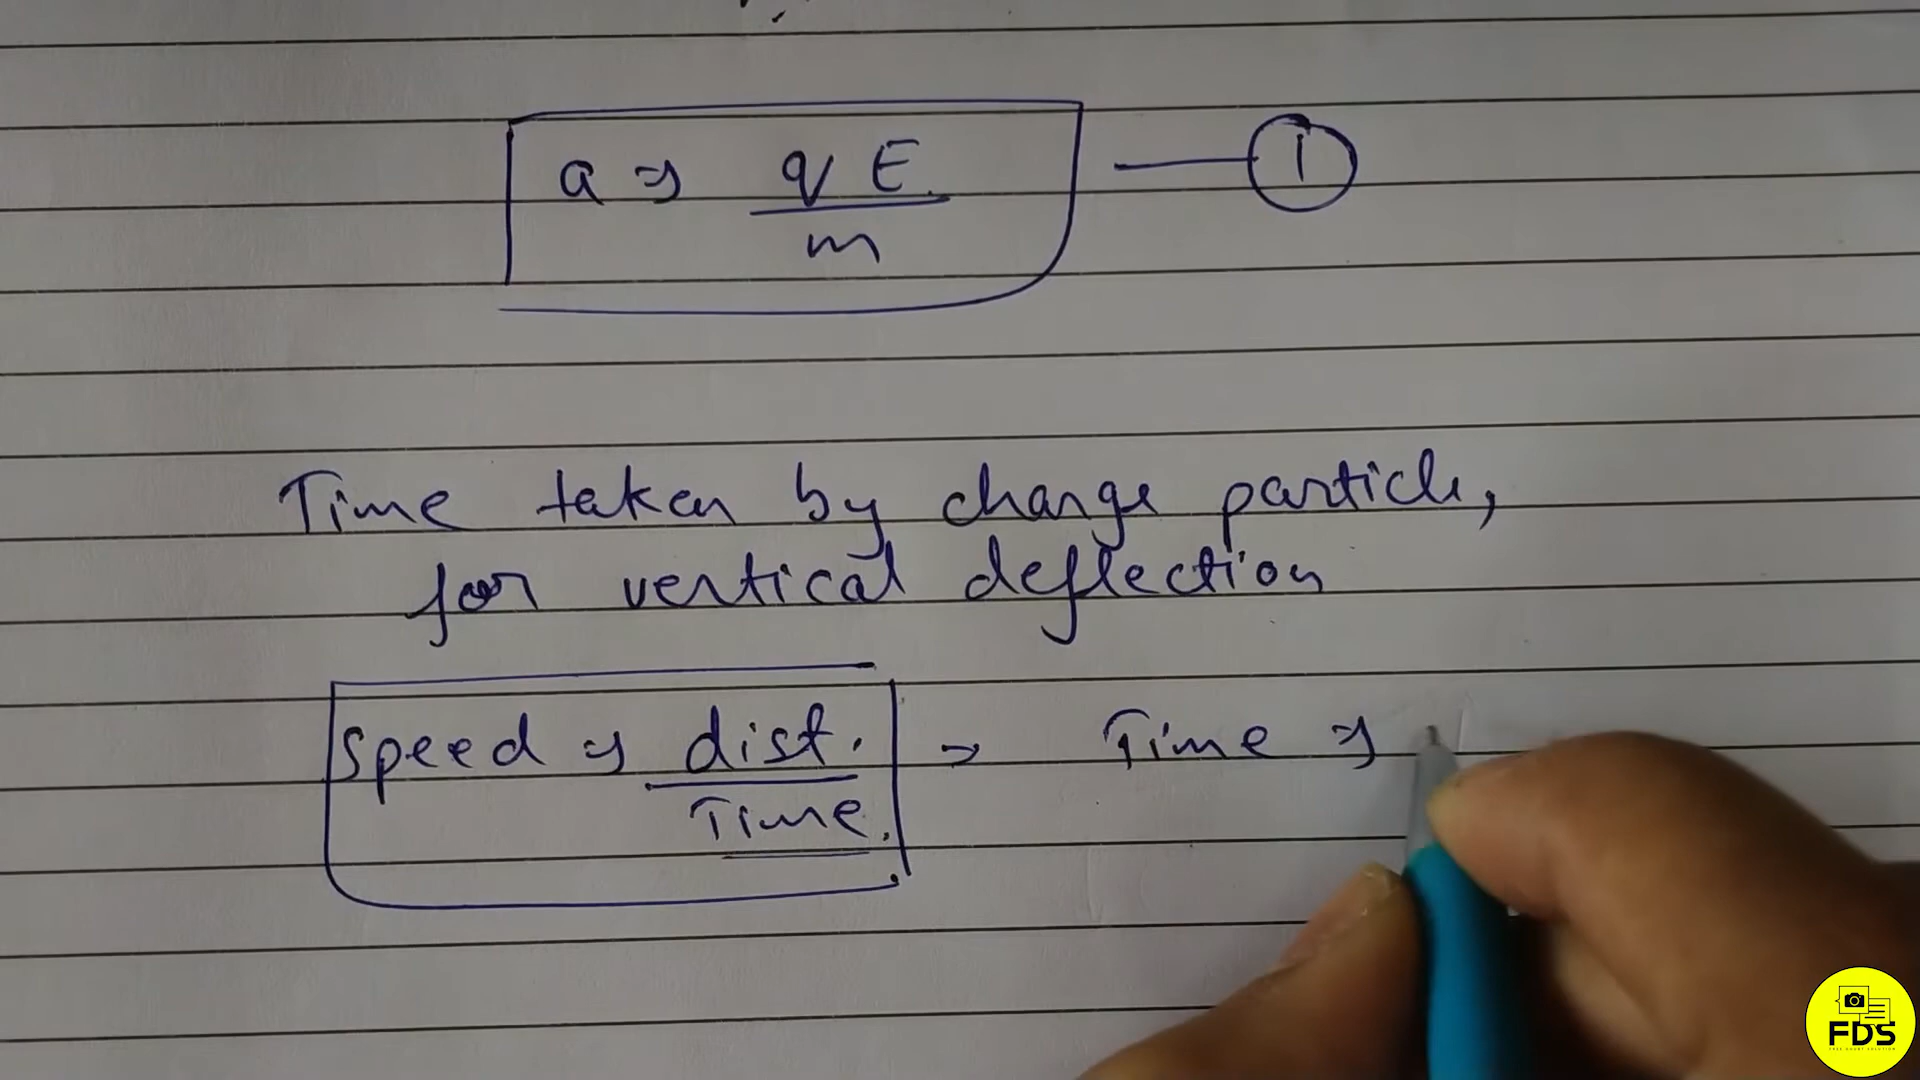 a => qE
m
— 1
Time taken by change particle,
for vertical deflection
Speed => dist.
Time.
=> Time =>
FDS